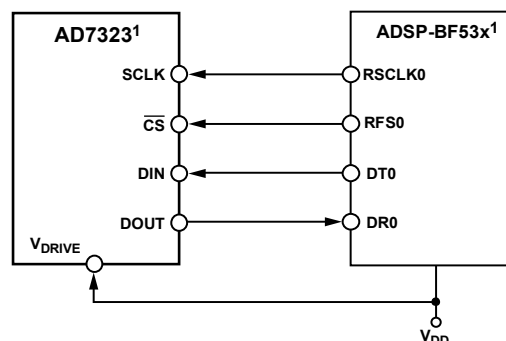 AD7323¹ ADSP-BF53x¹
SCLK RSCLK0
CS RFS0
DIN DT0
DOUT DR0
VDRIVE
VDD